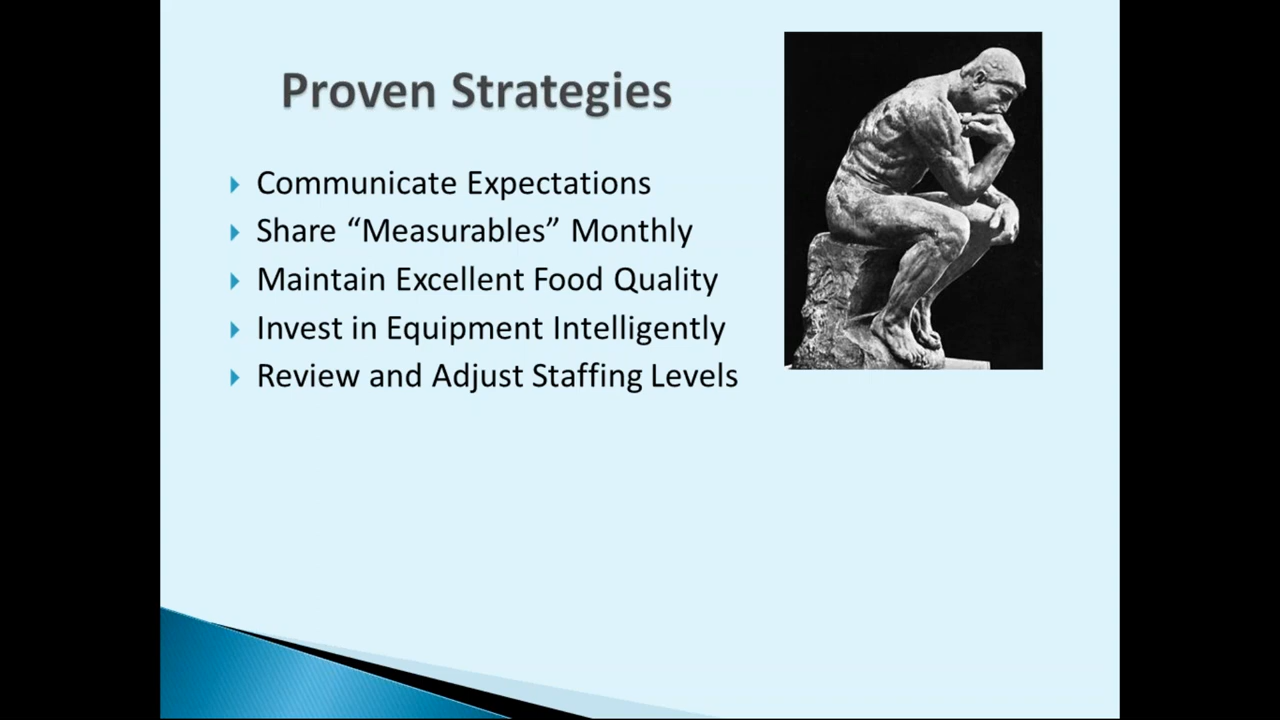 Proven Strategies
Communicate Expectations
Share “Measurables” Monthly
Maintain Excellent Food Quality
Invest in Equipment Intelligently
Review and Adjust Staffing Levels